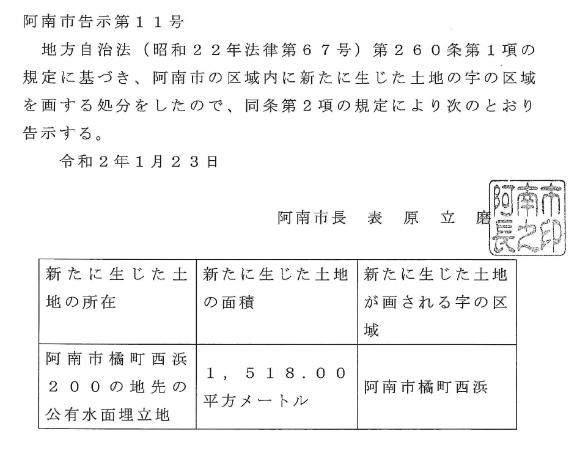 阿南市告示第１１号
地方自治法（昭和２２年法律第６７号）第２６０条第１項の
規定に基づき、阿南市の区域内に新たに生じた土地の字の区域
を画する処分をしたので、同条第２項の規定により次のとおり
告示する。
令和２年１月２３日
阿南市長　表　原　立　磨
阿南市長之印
新たに生じた土
地の所在
新たに生じた土地
の面積
新たに生じた土地
が画される字の区
域
阿南市橘町西浜
２００の地先の
公有水面埋立地
１，５１８．００
平方メートル
阿南市橘町西浜